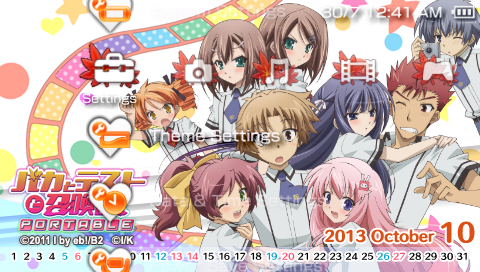 30/7 12:41 AM
Settings
Theme Settings
バカとテスト
と召喚獣
PORTABLE
©2011 I by eb!/B2 ©I/K
2013 October 10
1 2 3 4 5 6 7 8 9 10 11 12 13 14 15 16 17 18 19 20 21 22 23 24 25 26 27 28 29 30 31